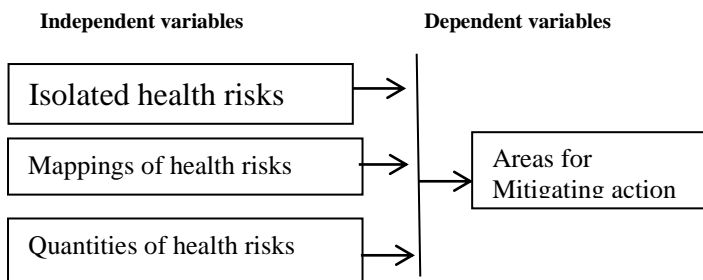 Independent variables
Dependent variables
Isolated health risks
Mappings of health risks
Areas for
Mitigating action
Quantities of health risks